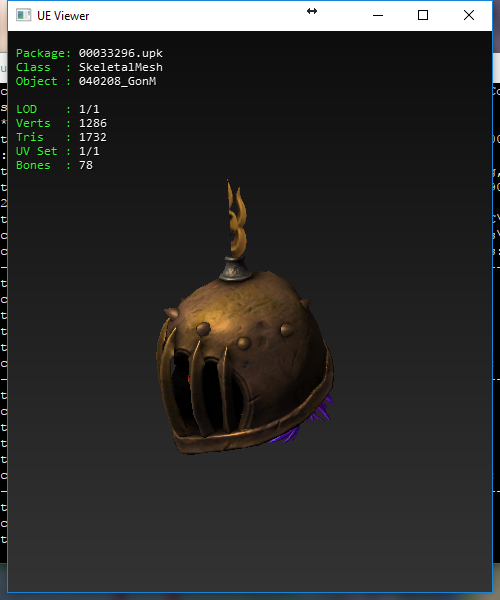 UE Viewer
Package: 00033296.upk
Class  : SkeletalMesh
Object : 040208_GonM
LOD    : 1/1
Verts  : 1286
Tris   : 1732
UV Set : 1/1
Bones  : 78